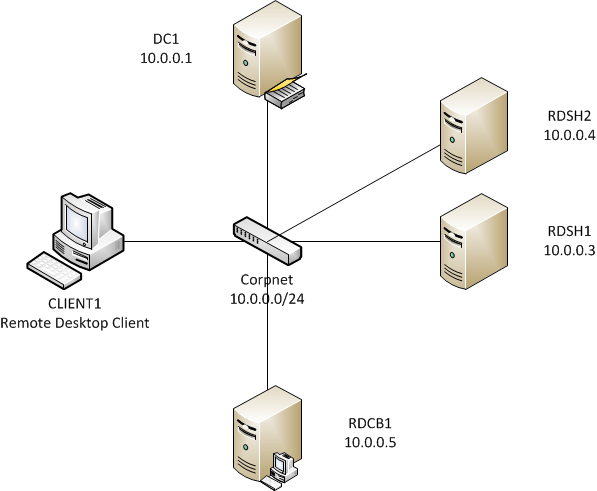 DC1
10.0.0.1
RDSH2
10.0.0.4
RDSH1
10.0.0.3
Corpnet
10.0.0.0/24
CLIENT1
Remote Desktop Client
RDCB1
10.0.0.5